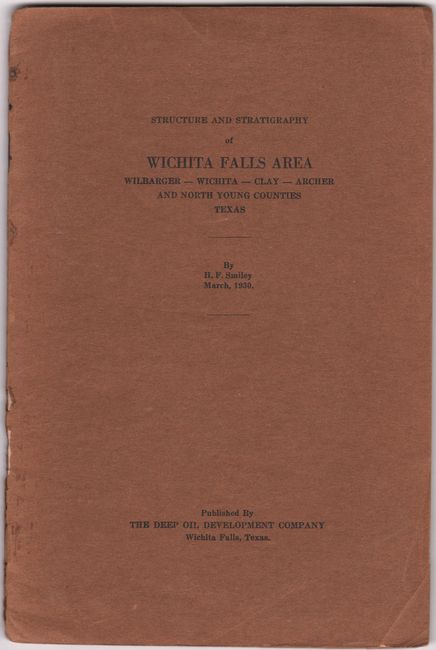 STRUCTURE AND STRATIGRAPHY
of
WICHITA FALLS AREA
WILBARGER — WICHITA — CLAY — ARCHER
AND NORTH YOUNG COUNTIES
TEXAS
By
H. F. Smiley
March, 1930.
Published By
THE DEEP OIL DEVELOPMENT COMPANY
Wichita Falls, Texas.